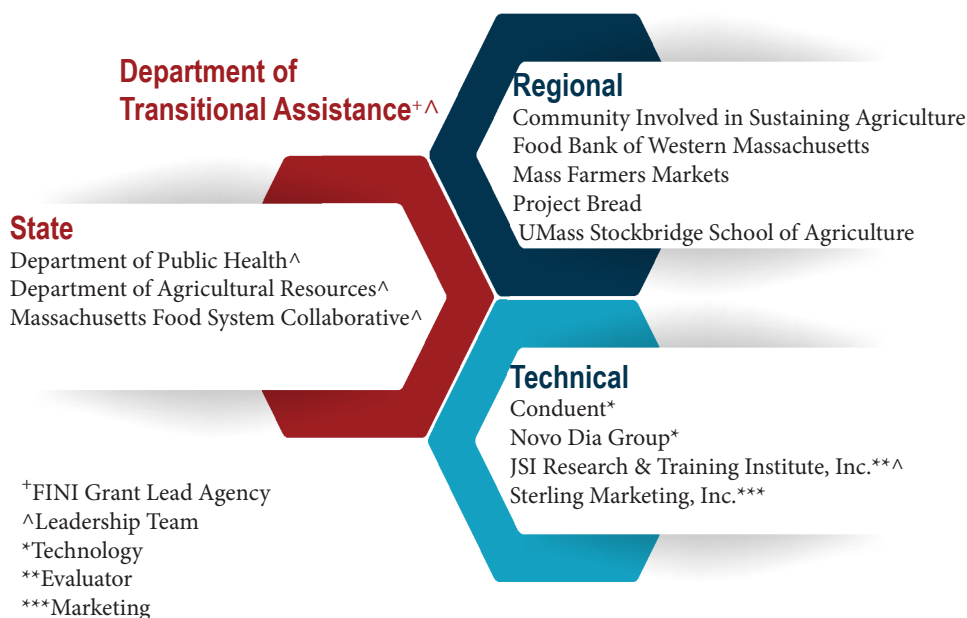 Department of
Transitional Assistance+^
State
Department of Public Health^
Department of Agricultural Resources^
Massachusetts Food System Collaborative^
Regional
Community Involved in Sustaining Agriculture
Food Bank of Western Massachusetts
Mass Farmers Markets
Project Bread
UMass Stockbridge School of Agriculture
Technical
Conduent*
Novo Dia Group*
JSI Research & Training Institute, Inc.**^
Sterling Marketing, Inc.***
+FINI Grant Lead Agency
^Leadership Team
*Technology
**Evaluator
***Marketing